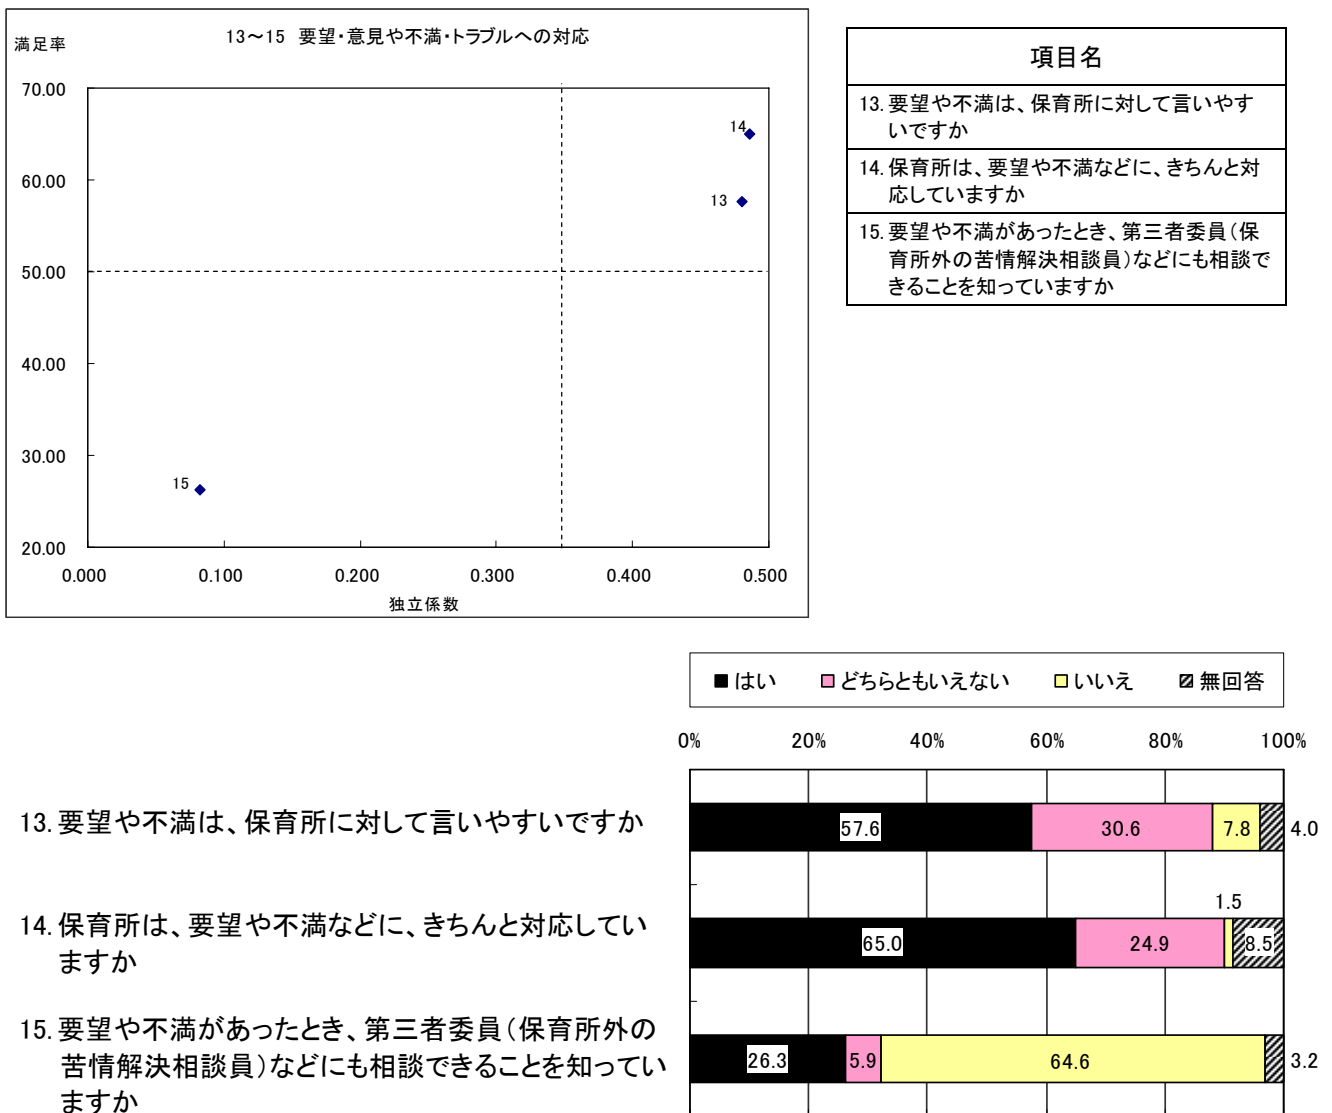 13～15 要望・意見や不満・トラブルへの対応
満足率
70.00
60.00
50.00
40.00
30.00
20.00
14
13
15
0.000 0.100 0.200 0.300 0.400 0.500
独立係数
項目名
13.要望や不満は、保育所に対して言いやす
いですか
14.保育所は、要望や不満などに、きちんと対
応していますか
15.要望や不満があったとき、第三者委員(保
育所外の苦情解決相談員)などにも相談で
きることを知っていますか
はい どちらともいえない いいえ 無回答
0% 20% 40% 60% 80% 100%
13.要望や不満は、保育所に対して言いやすいですか
57.6 30.6 7.8 4.0
14.保育所は、要望や不満などに、きちんと対応してい
ますか
65.0 24.9 1.5 8.5
15.要望や不満があったとき、第三者委員(保育所外の
苦情解決相談員)などにも相談できることを知ってい
ますか
26.3 5.9 64.6 3.2